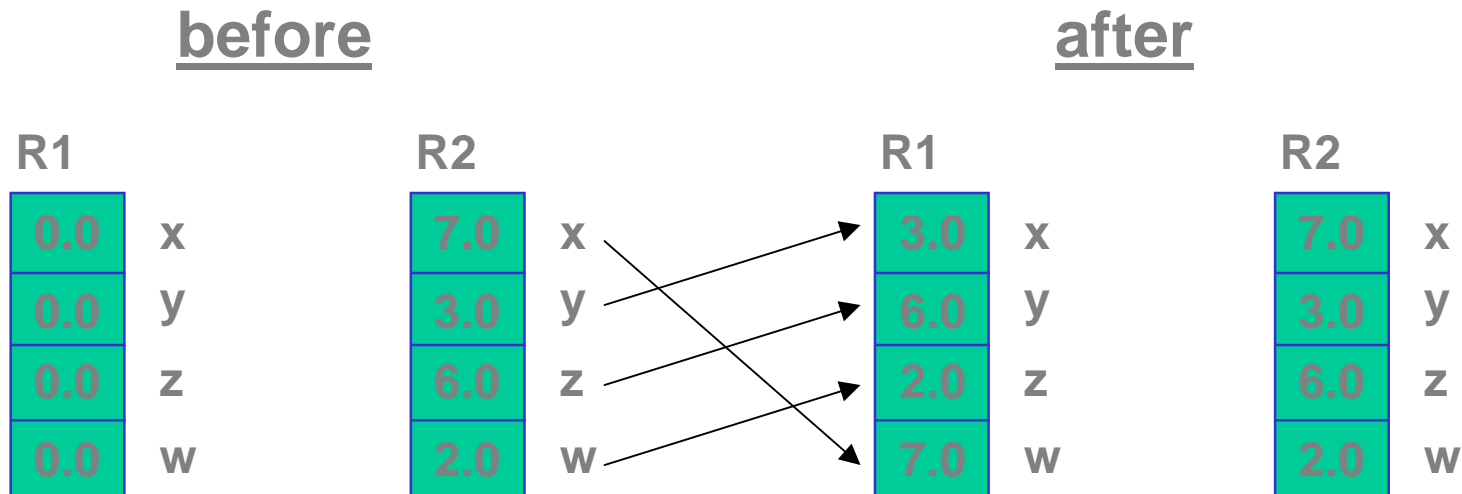 before after
R1 R2 R1 R2
0.0 x 7.0 x 3.0 x 7.0 x
0.0 y 3.0 y 6.0 y 3.0 y
0.0 z 6.0 z 2.0 z 6.0 z
0.0 w 2.0 w 7.0 w 2.0 w